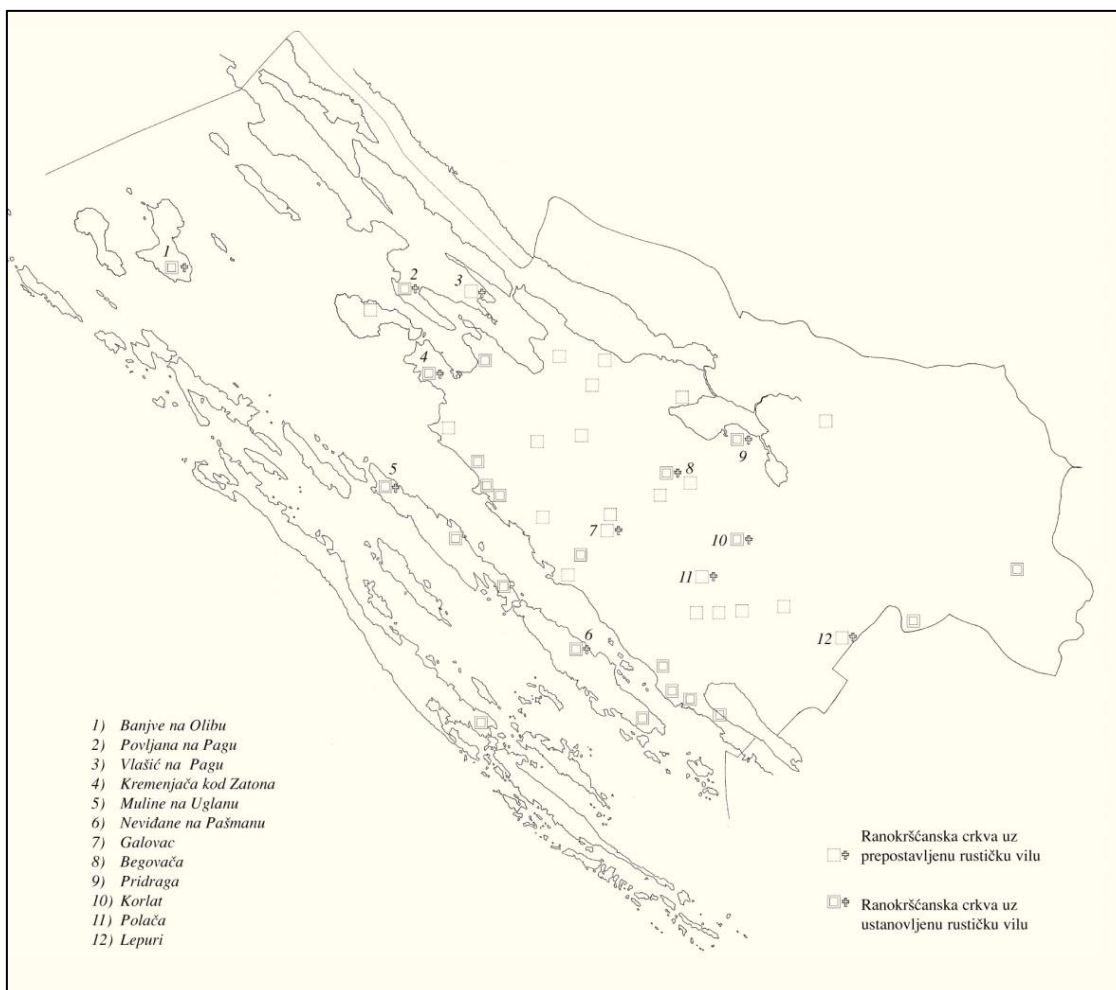 1
2
3
4
5
6
7
8
9
10
11
12
1) Banjve na Olibu
2) Povljana na Pagu
3) Vlašić na Pagu
4) Kremenjača kod Zatona
5) Muline na Uglanu
6) Neviđane na Pašmanu
7) Galovac
8) Begovača
9) Pridraga
10) Korlat
11) Polača
12) Lepuri
Ranokršćanska crkva uz
prepostavljenu rustičku vilu
Ranokršćanska crkva uz
ustanovljenu rustičku vilu